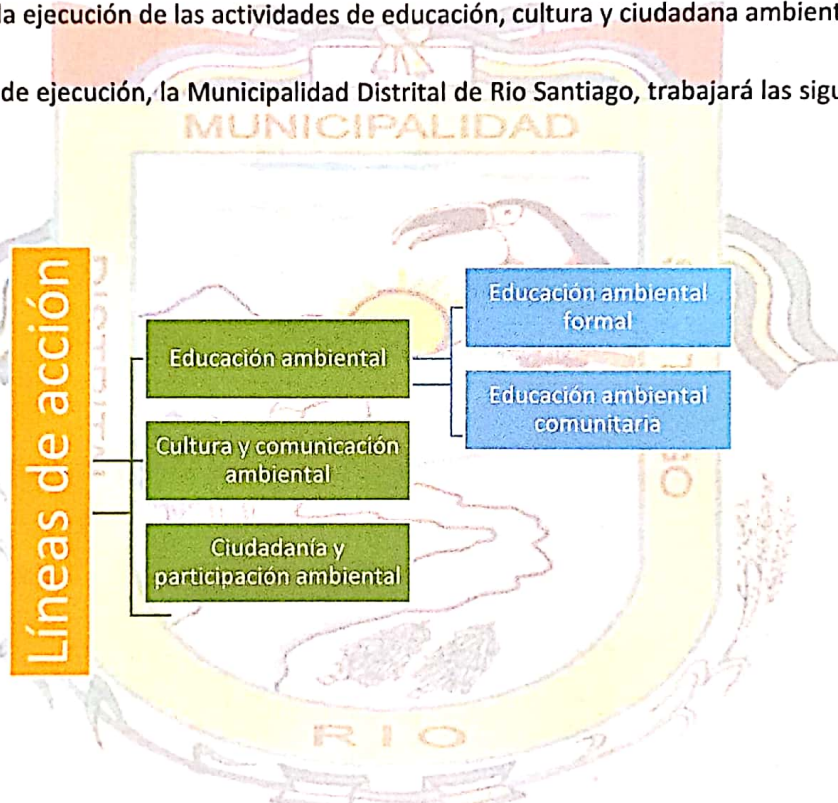 la ejecución de las actividades de educación, cultura y ciudadana
de ejecución, la Municipalidad Distrital de Rio Santiago, trabajará las
MUNICIPALIDAD
Líneas de acción
Educación ambiental
Cultura y comunicación
ambiental
Ciudadanía y
participación ambiental
Educación ambiental
formal
Educación ambiental
comunitaria
DISTRITAL
RIO